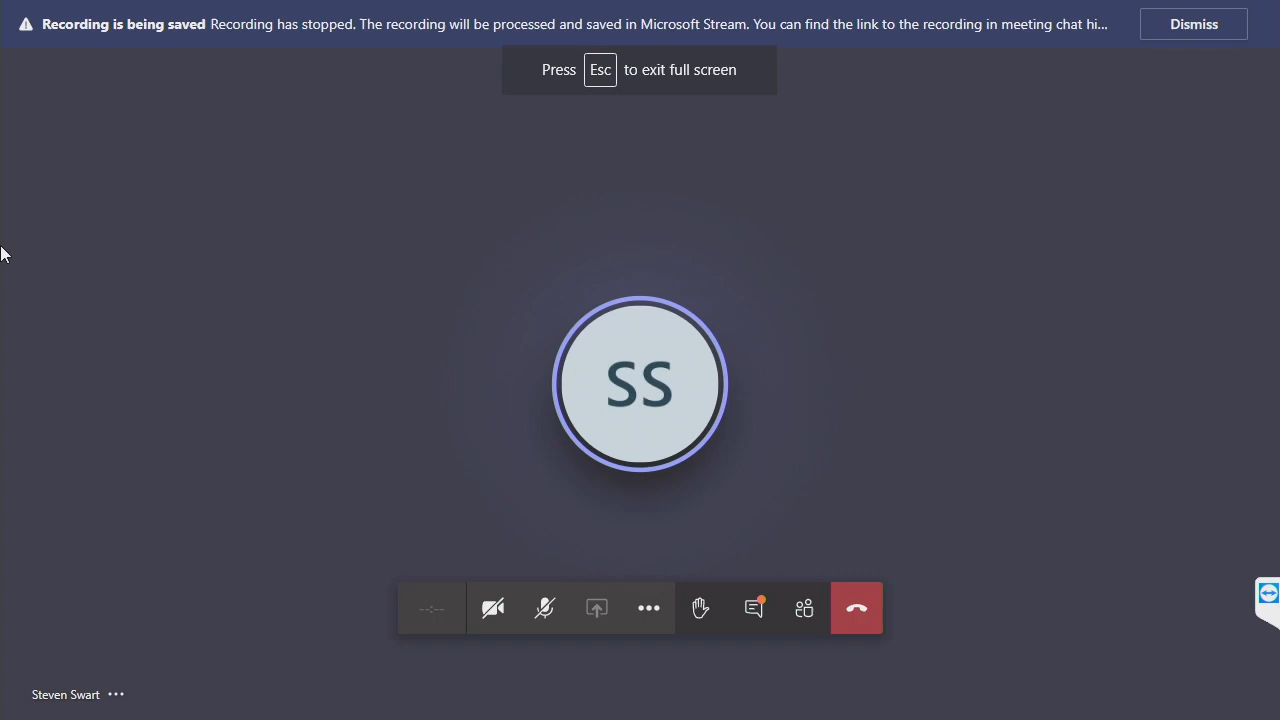 Recording is being saved Recording has stopped. The recording will be processed and saved in Microsoft Stream. You can find the link to the recording in meeting chat hi...
Dismiss
Press Esc to exit full screen
SS
--:--
Steven Swart